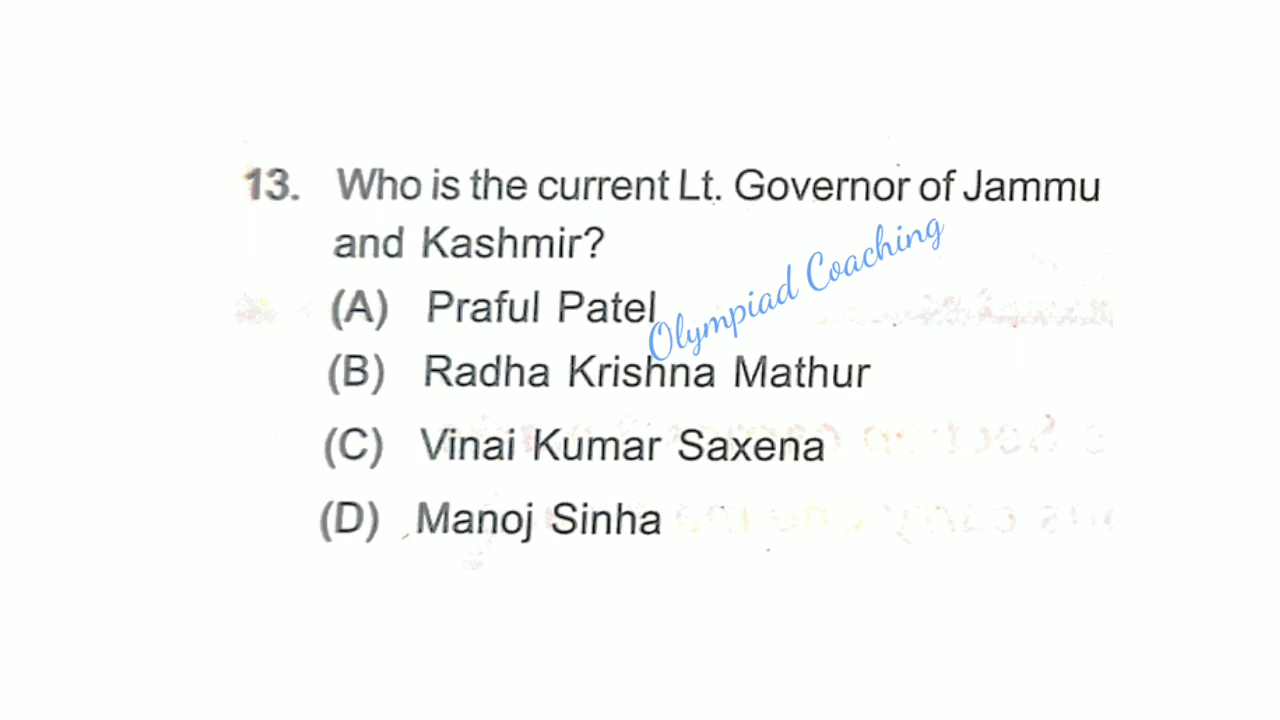 13. Who is the current Lt. Governor of Jammu
and Kashmir?
(A) Praful Patel
Olympiad Coaching
(B) Radha Krishna Mathur
(C) Vinai Kumar Saxena
(D) Manoj Sinha